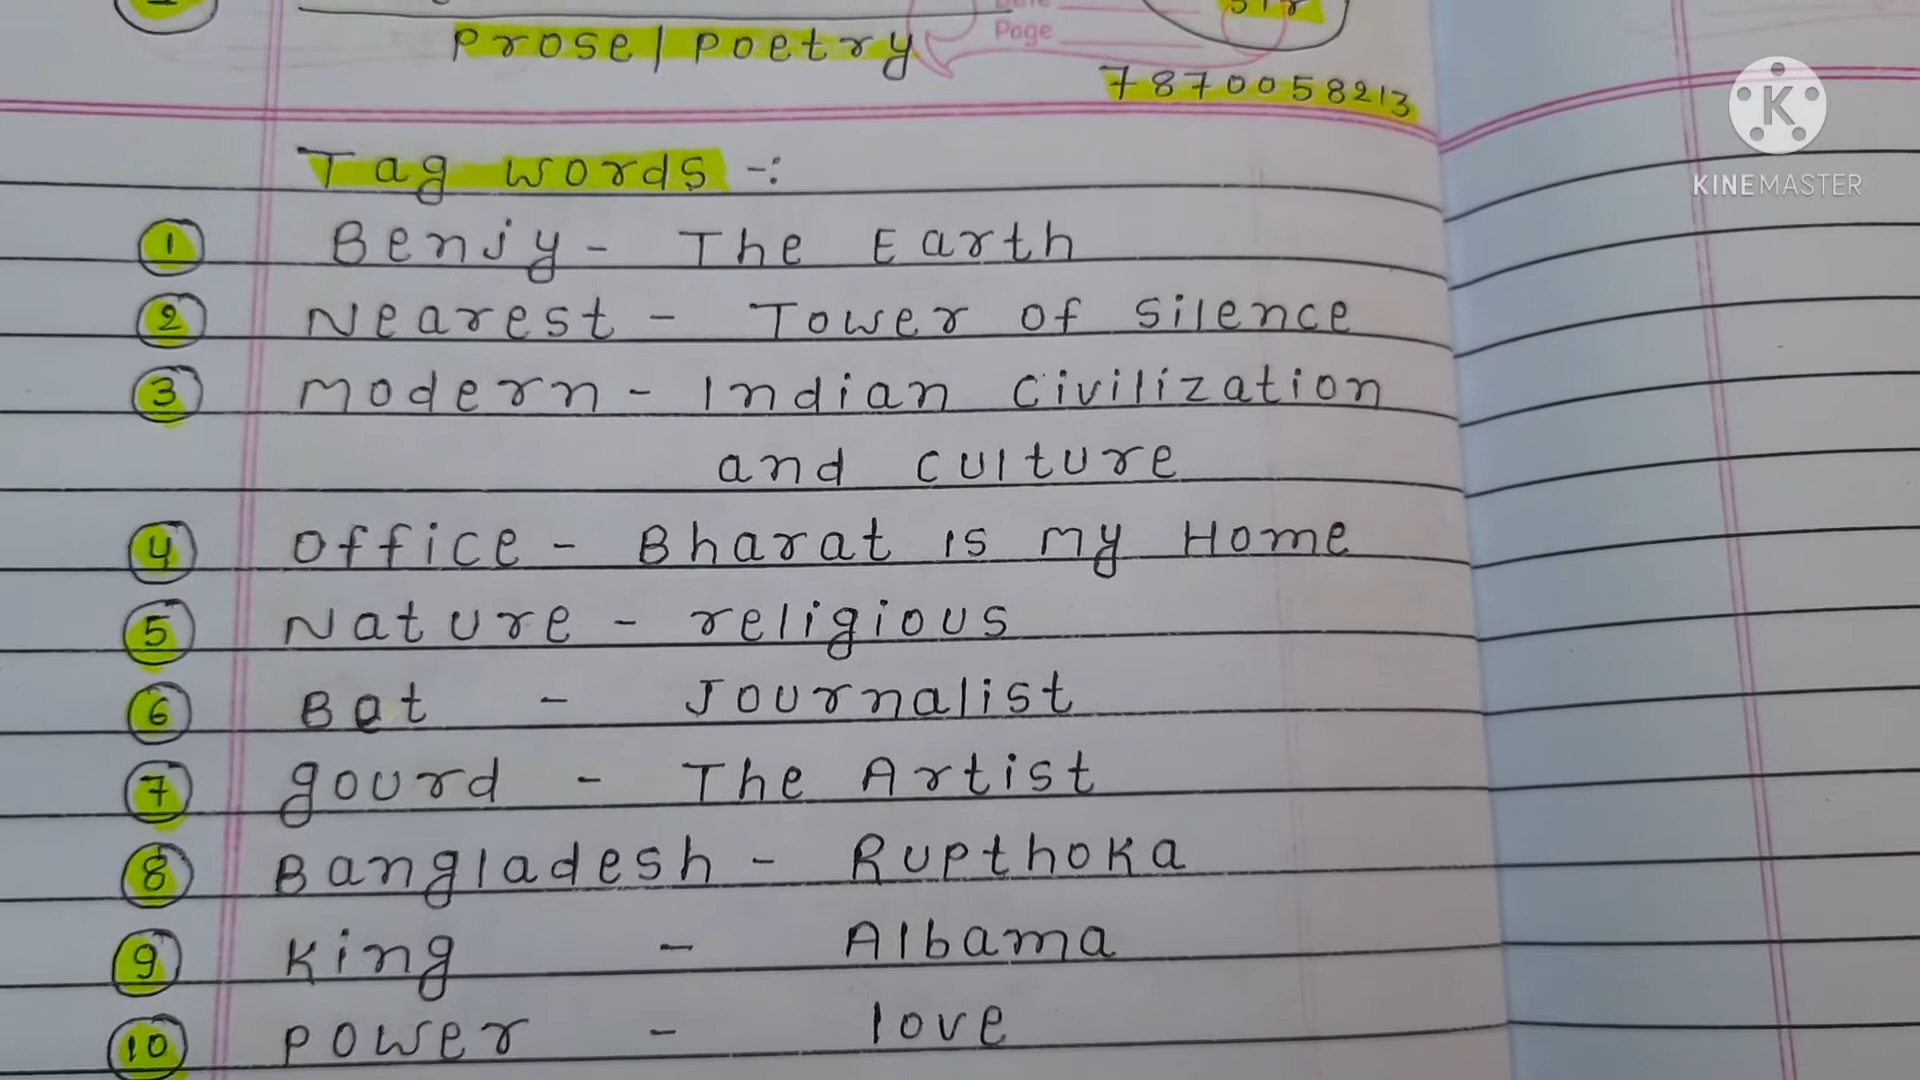 Sir
Prose/Poetry
Page
7870058213
Tag words -:
1 Benjy - The Earth
2 Nearest - Tower of silence
3 Modern - Indian civilization
and culture
4 Office - Bharat is my Home
5 Nature - religious
6 Bat - Journalist
7 gourd - The Artist
8 Bangladesh - Rupthoka
9 King - Albama
10 Power - love
K
KINEMASTER